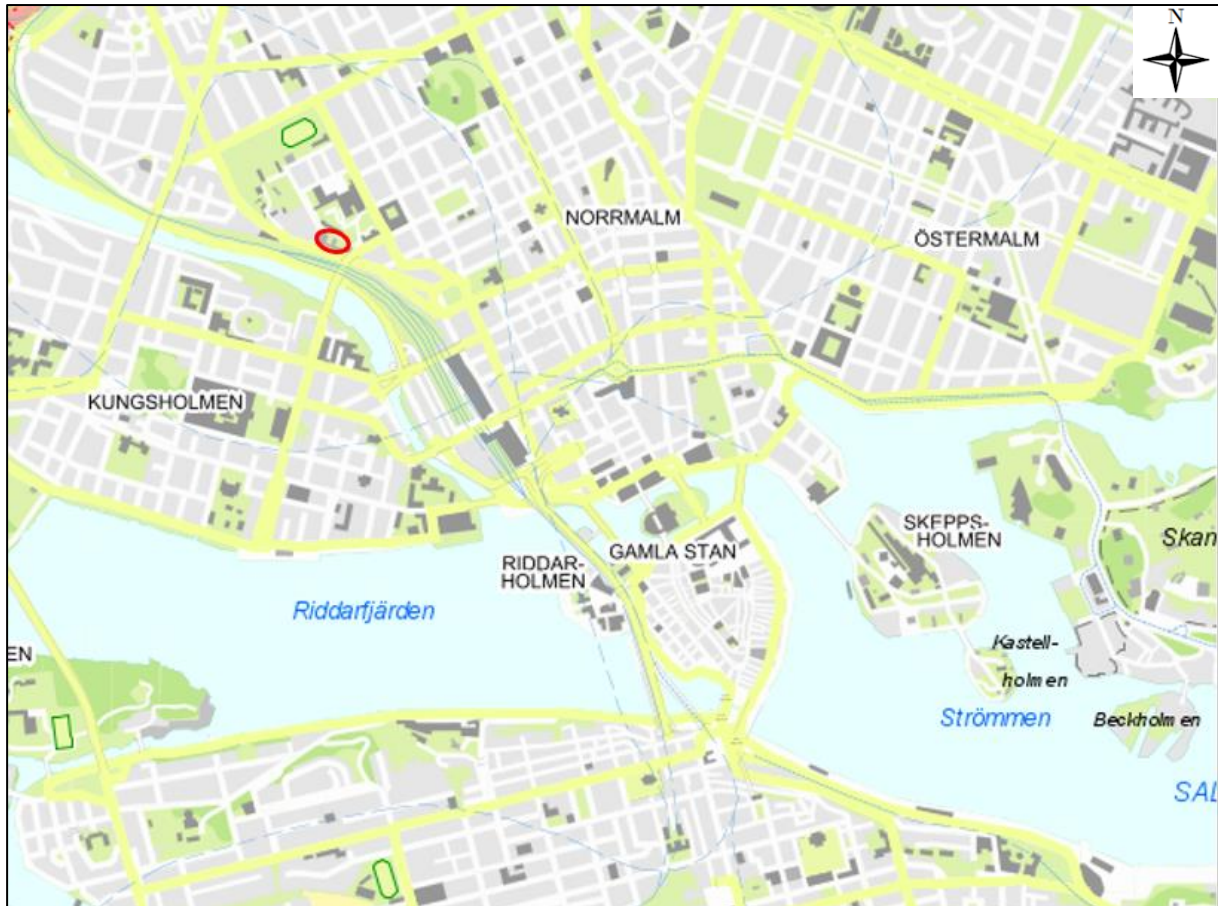 N
NORRMALM
ÖSTERMALM
KUNGSHOLMEN
SKEPPS-
HOLMEN
Skan
GAMLA STAN
RIDDAR-
HOLMEN
Riddarfjärden
EN
Kastell-
holmen
Strömmen
Beckholmen
SAL